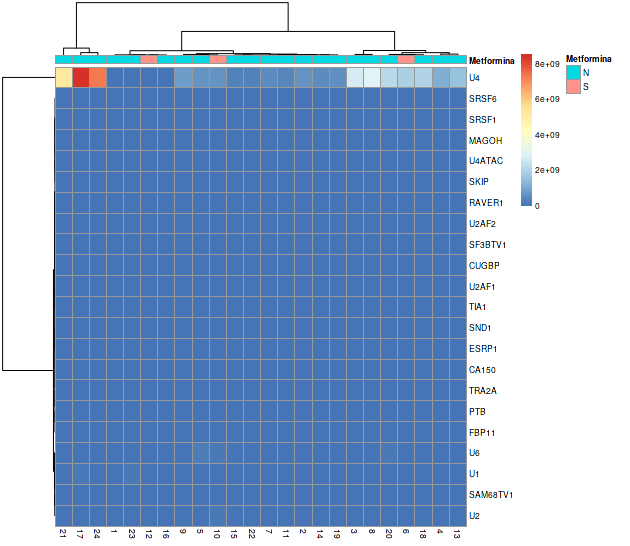 Metformina
U4
SRSF6
SRSF1
MAGOH
U4ATAC
SKIP
RAVER1
U2AF2
SF3BTV1
CUGBP
U2AF1
TIA1
SND1
ESRP1
CA150
TRA2A
PTB
FBP11
U6
U1
SAM68TV1
U2
21 17 24 1 23 12 16 9 5 10 15 22 7 11 2 14 19 3 8 20 6 18 4 13
8e+09
6e+09
4e+09
2e+09
0
Metformina
N
S